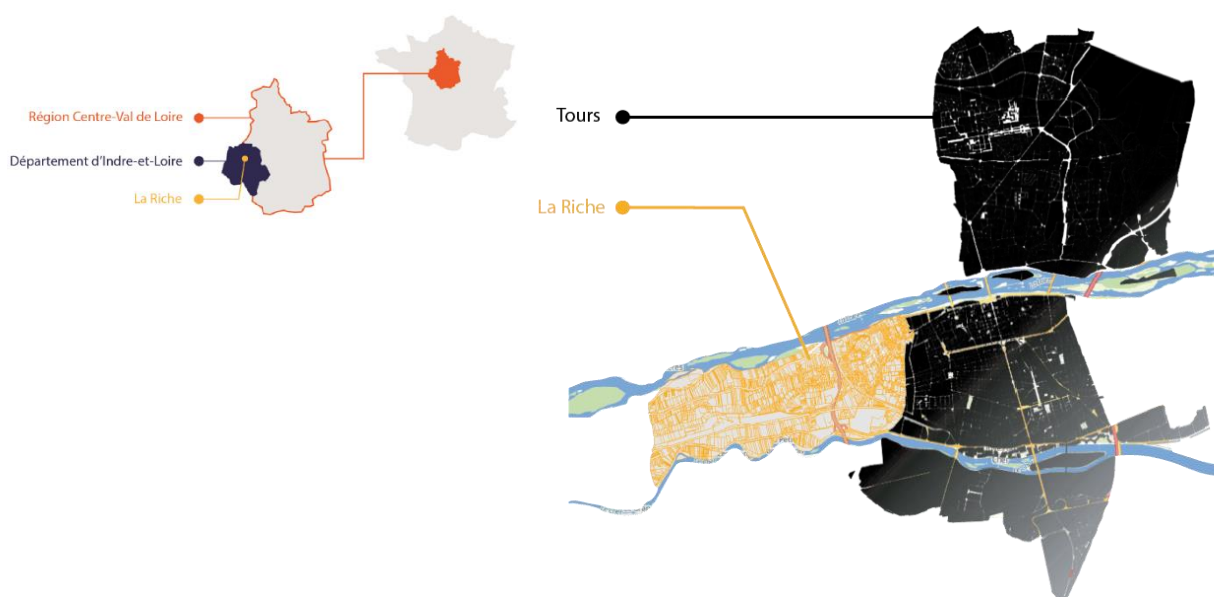 Région Centre-Val de Loire
Département d'Indre-et-Loire
La Riche
Tours
La Riche